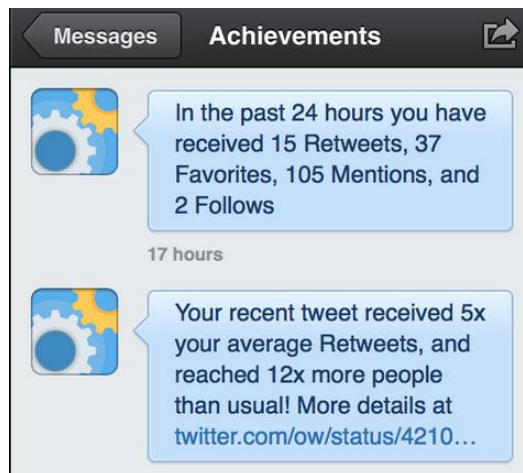 Messages
Achievements
In the past 24 hours you have
received 15 Retweets, 37
Favorites, 105 Mentions, and
2 Follows
17 hours
Your recent tweet received 5x
your average Retweets, and
reached 12x more people
than usual! More details at
twitter.com/ow/status/4210...